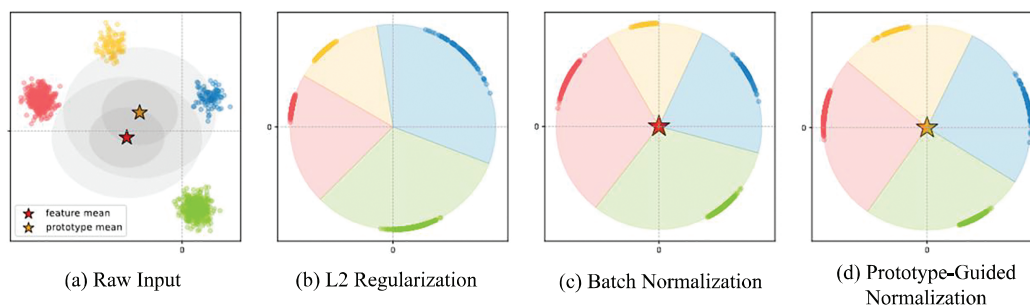 0
0
feature mean
prototype mean
(a) Raw Input
0
0
(b) L2 Regularization
0
0
(c) Batch Normalization
0
0
(d) Prototype-Guided
Normalization